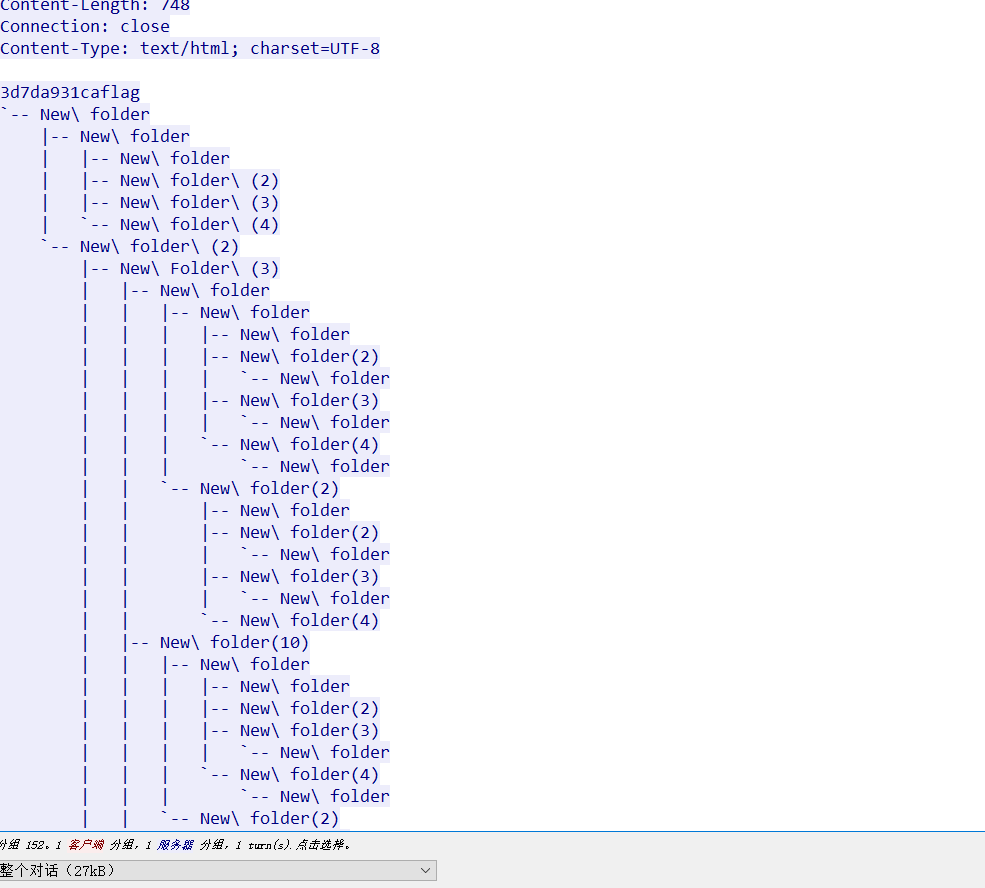 Content-Length: 748
Connection: close
Content-Type: text/html; charset=UTF-8

3d7da931caflag
`-- New\ folder
    |-- New\ folder
    |   |-- New\ folder
    |   |-- New\ folder\ (2)
    |   |-- New\ folder\ (3)
    |   `-- New\ folder\ (4)
    `-- New\ folder\ (2)
        |-- New\ Folder\ (3)
        |   |-- New\ folder
        |   |   |-- New\ folder
        |   |   |   |-- New\ folder
        |   |   |   |-- New\ folder(2)
        |   |   |   |   `-- New\ folder
        |   |   |   |-- New\ folder(3)
        |   |   |   |   `-- New\ folder
        |   |   |   `-- New\ folder(4)
        |   |   |       `-- New\ folder
        |   |   `-- New\ folder(2)
        |   |       |-- New\ folder
        |   |       |-- New\ folder(2)
        |   |       |   `-- New\ folder
        |   |       |-- New\ folder(3)
        |   |       |   `-- New\ folder
        |   |       `-- New\ folder(4)
        |   |-- New\ folder(10)
        |   |   |-- New\ folder
        |   |   |   |-- New\ folder
        |   |   |   |-- New\ folder(2)
        |   |   |   |-- New\ folder(3)
        |   |   |   |   `-- New\ folder
        |   |   |   `-- New\ folder(4)
        |   |   |       `-- New\ folder
        |   |   `-- New\ folder(2)
分组 152。1 客户端 分组, 1 服务器 分组, 1 turn(s).点击选择。
整个对话（27kB）